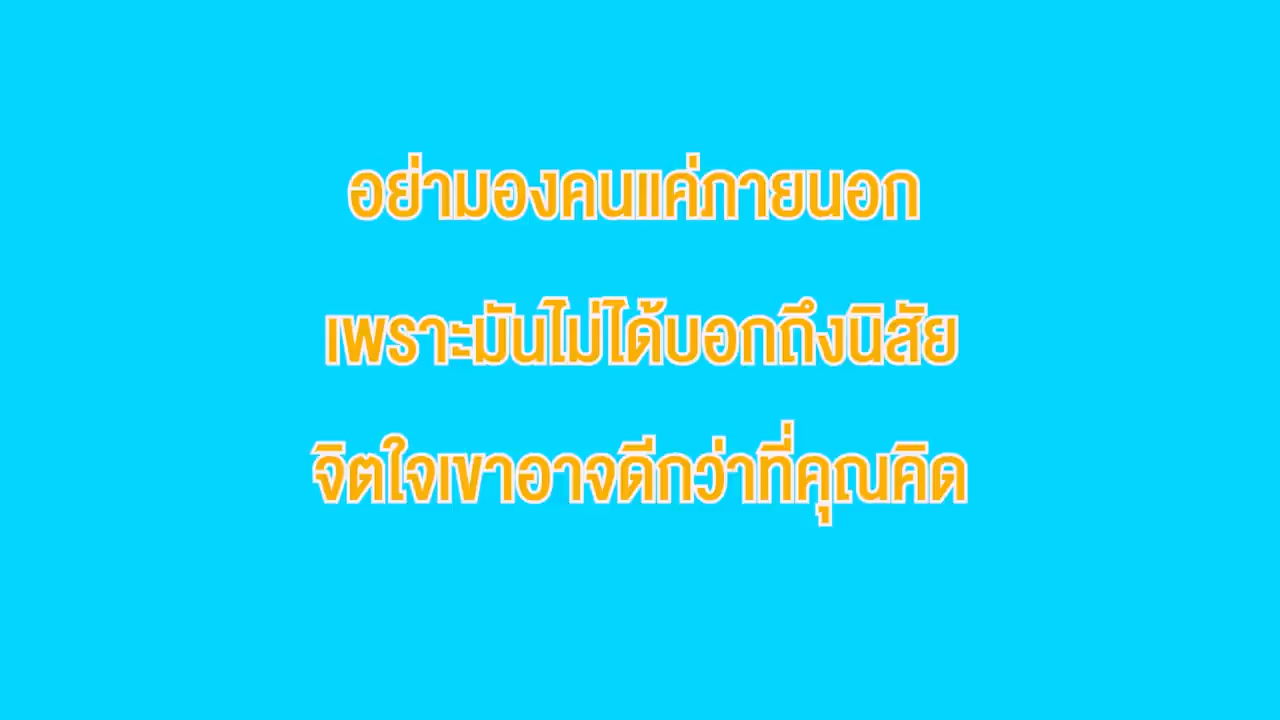 อย่ามองคนแค่ภายนอก
เพราะมันไม่ได้บอกถึงนิสัย
จิตใจเขาอาจดีกว่าที่คุณคิด